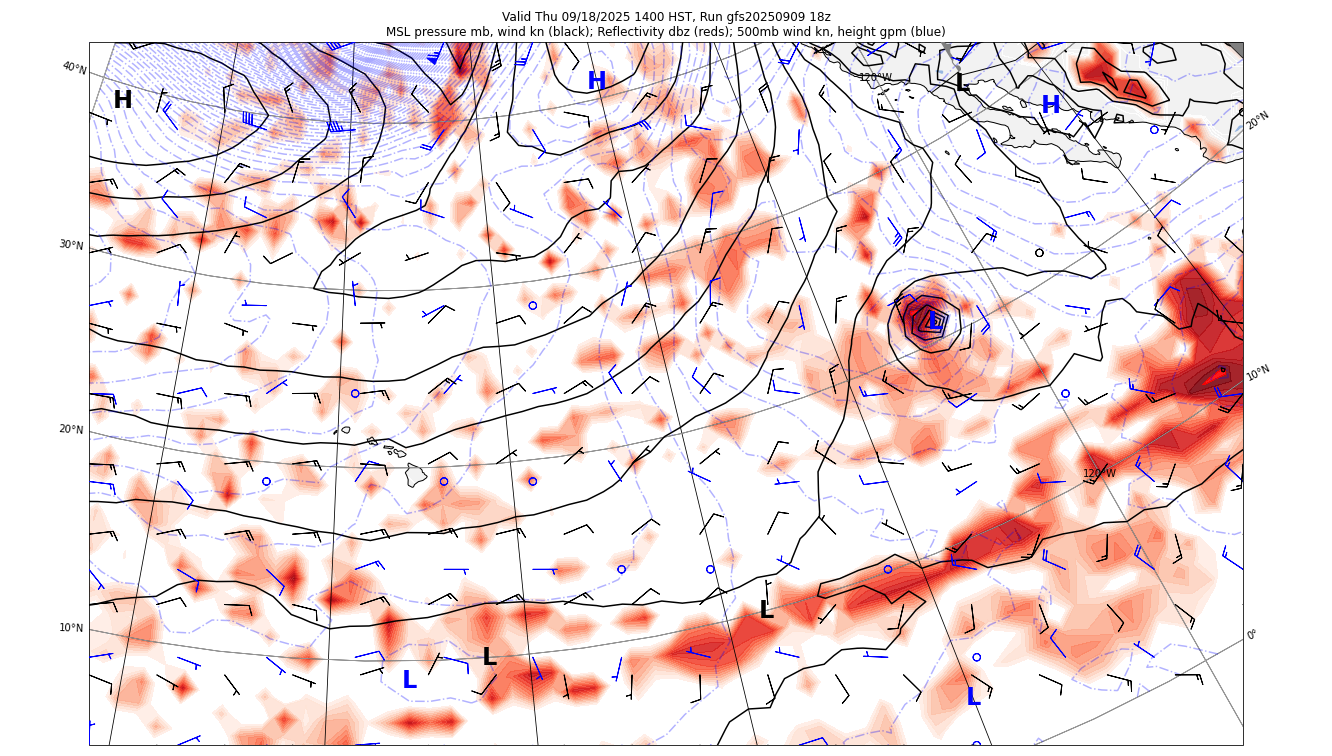 Valid Thu 09/18/2025 1400 HST, Run gfs20250909 18z
MSL pressure mb, wind kn (black); Reflectivity dbz (reds); 500mb wind kn, height gpm (blue)
40°N
H
H
120°W
L
H
20°N
30°N
L
10°N
20°N
120°W
10°N
L
0°
L
L
L